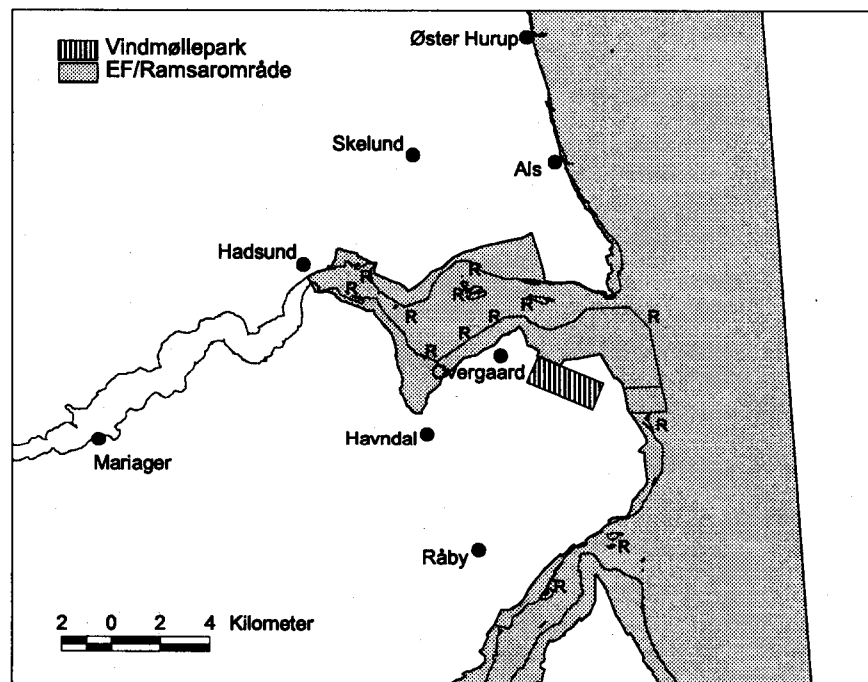 Vindmøllepark
EF/Ramsarområde
Øster Hurup
Skelund
Als
Hadsund
R
R
R
R
R
R
R
R
R
R
R
Overgaard
R
Havndal
Mariager
R
Råby
R
2 0 2 4 Kilometer